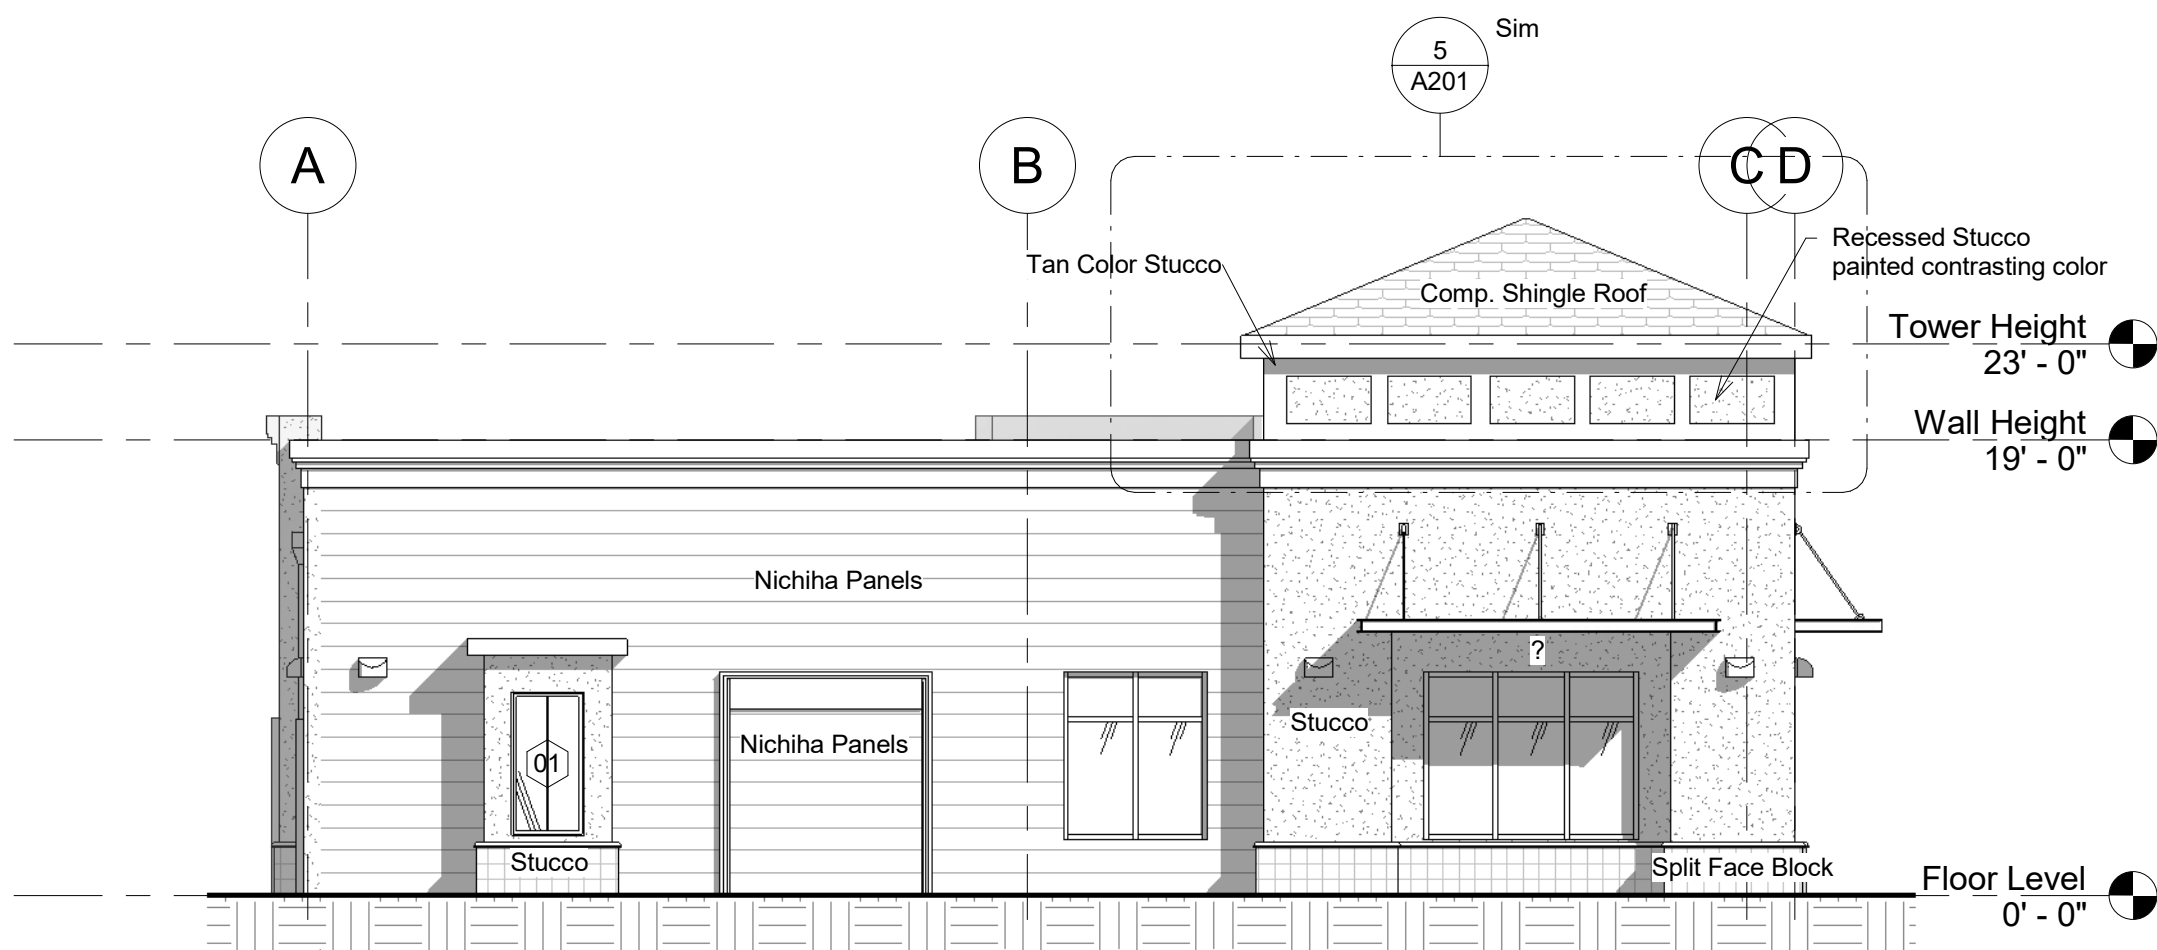 Sim
5
A201
A
B
C
D
Recessed Stucco
painted contrasting color
Tan Color Stucco
Comp. Shingle Roof
Tower Height
23' - 0"
Wall Height
19' - 0"
Nichiha Panels
?
Stucco
Nichiha Panels
01
Stucco
Split Face Block
Floor Level
0' - 0"